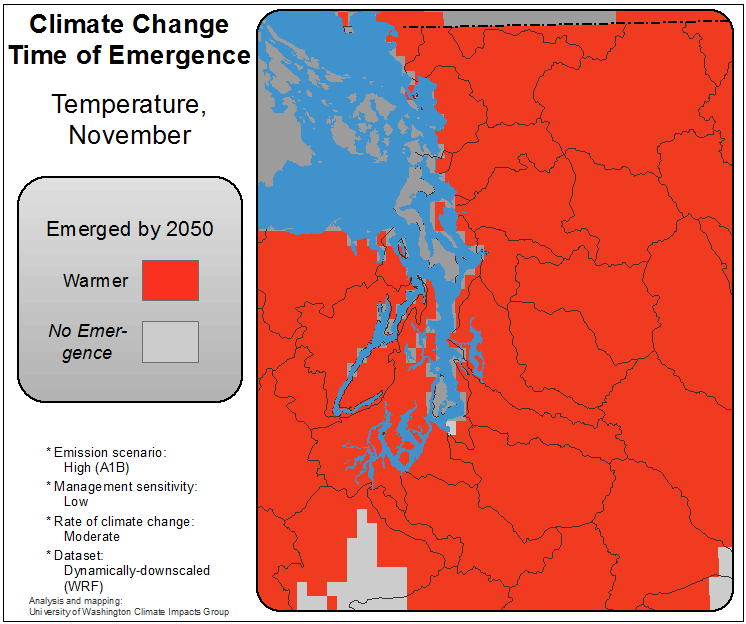 Climate Change
Time of Emergence
Temperature,
November
Emerged by 2050
Warmer
No Emer-
gence
* Emission scenario:
High (A1B)
* Management sensitivity:
Low
* Rate of climate change:
Moderate
* Dataset:
Dynamically-downscaled
(WRF)
Analysis and mapping:
University of Washington Climate Impacts Group